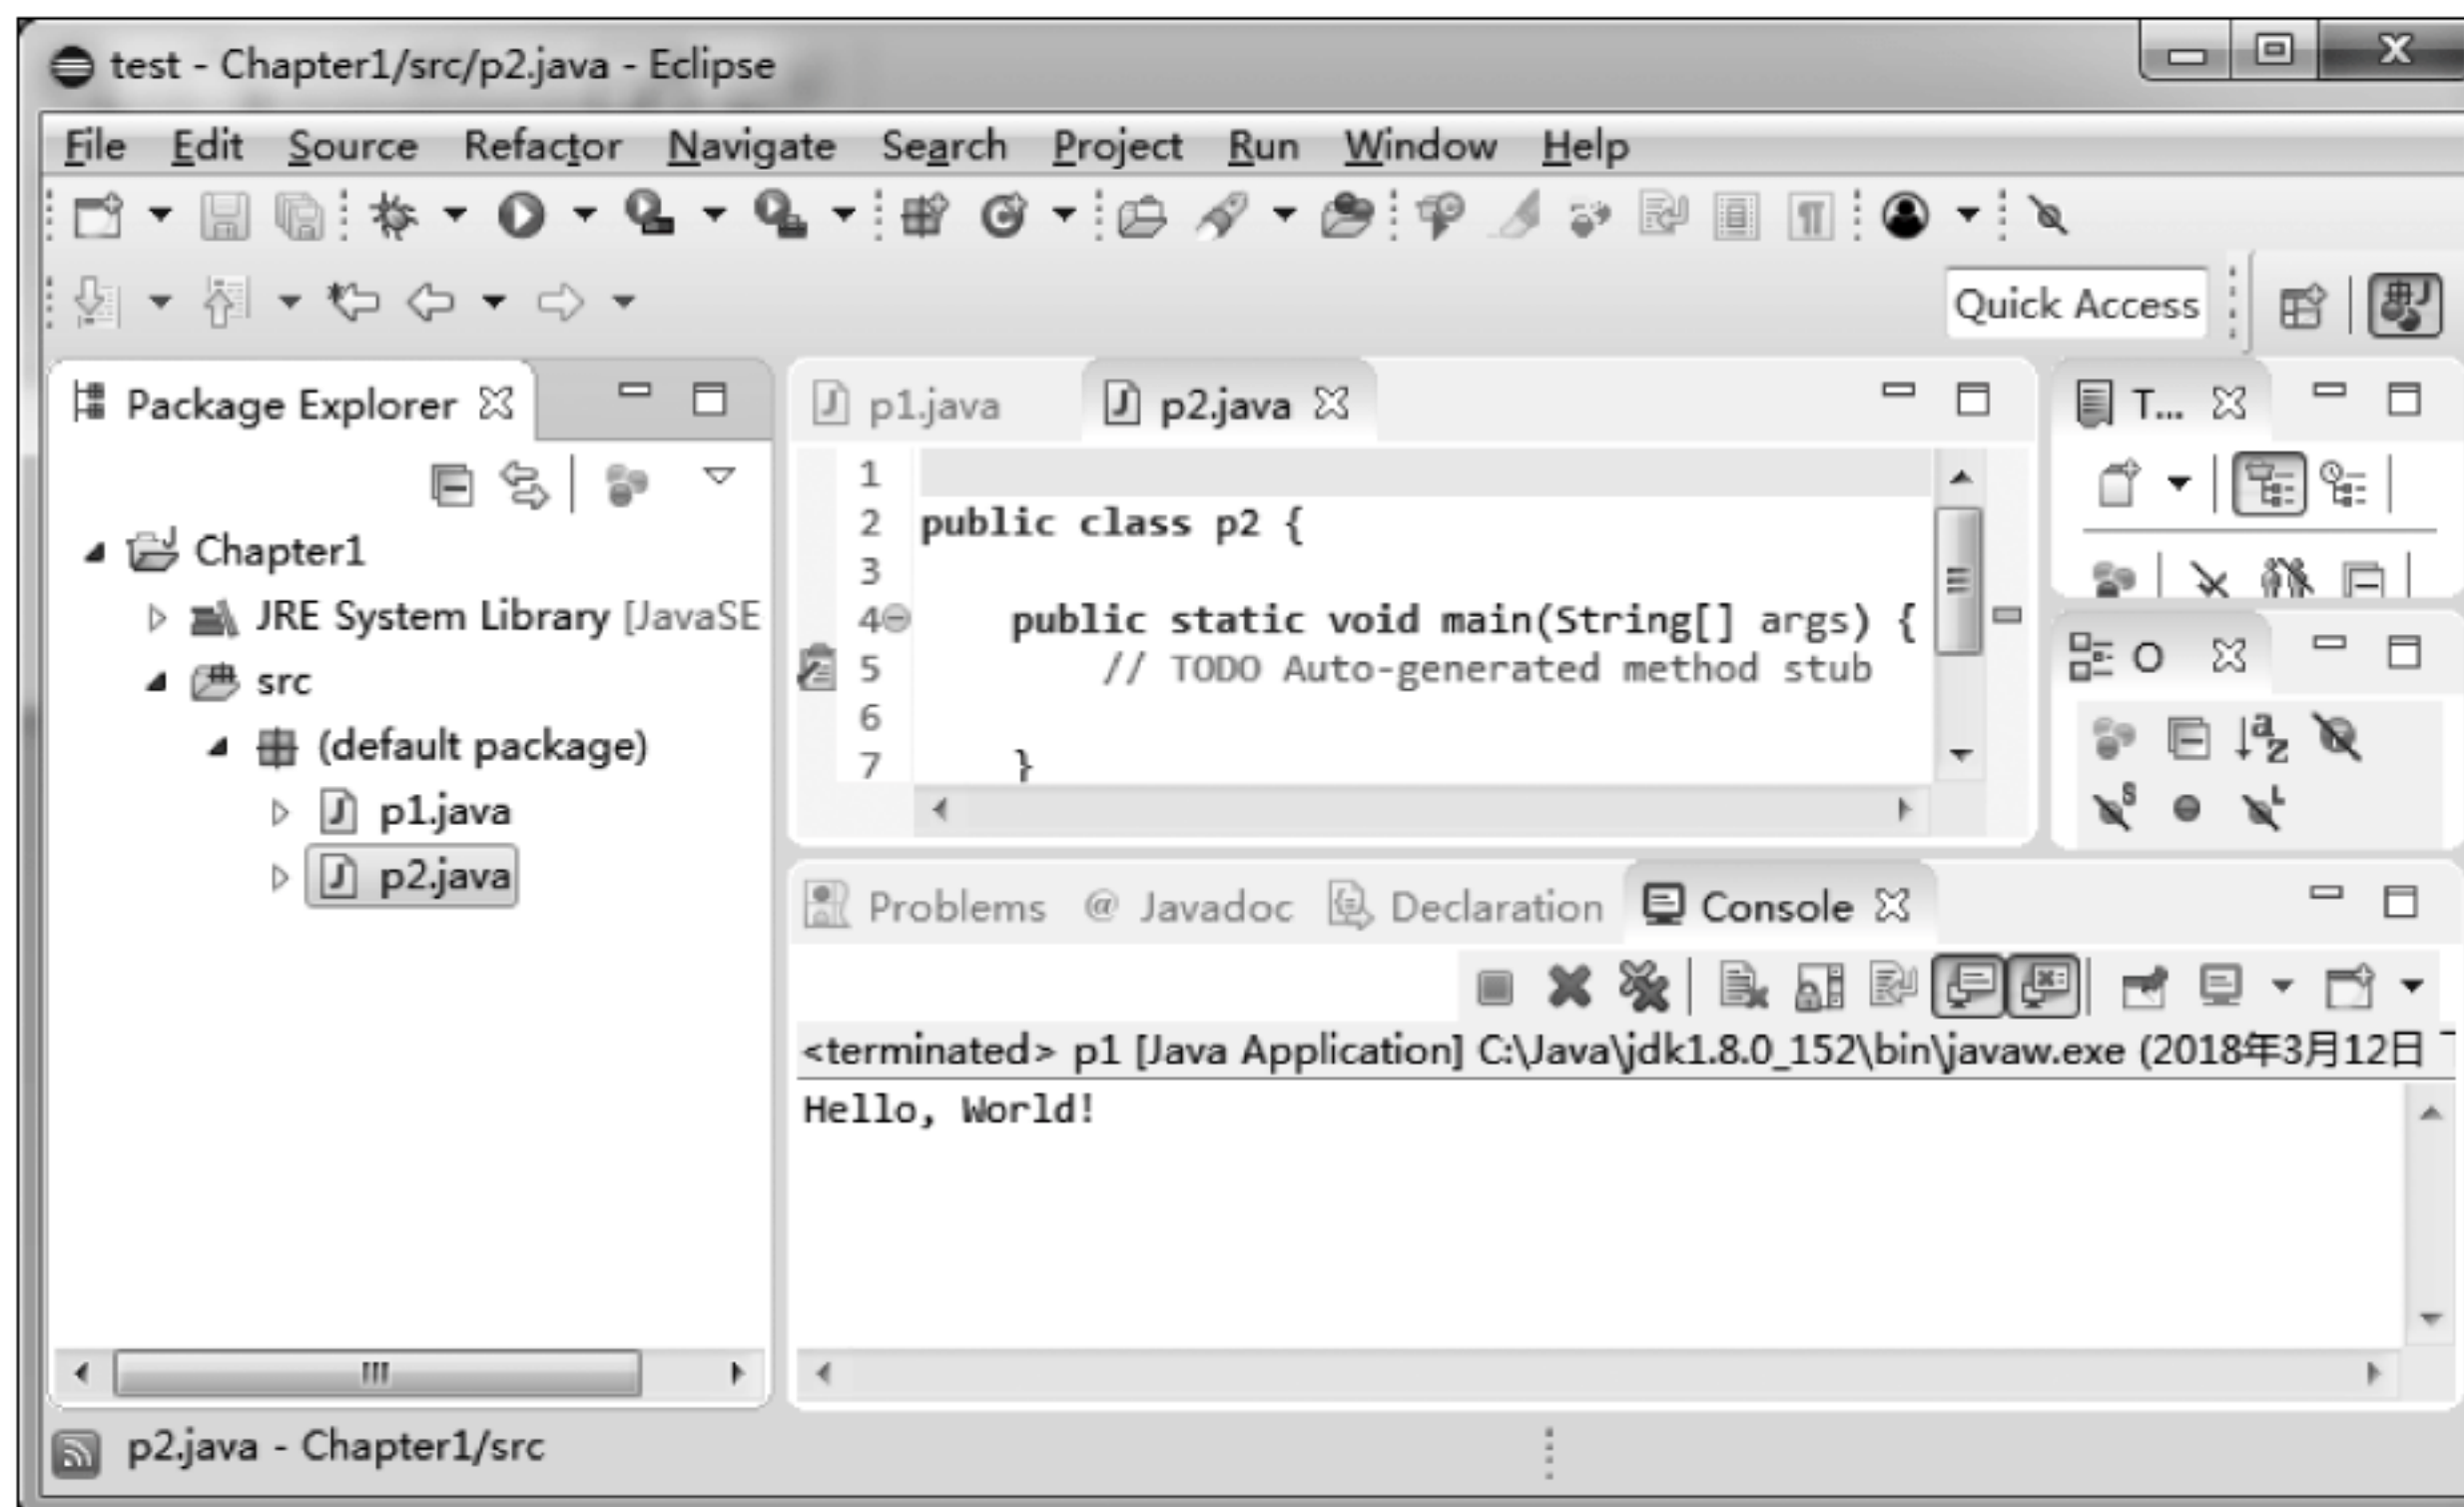 test - Chapter1/src/p2.java - Eclipse
File Edit Source Refactor Navigate Search Project Run Window Help
Quick Access
Package Explorer
Chapter1
JRE System Library [JavaSE
src
(default package)
p1.java
p2.java
p1.java p2.java
1
2 public class p2 {
3
4 public static void main(String[] args) {
5 // TODO Auto-generated method stub
6
7 }
T...
O
Problems @ Javadoc Declaration Console
<terminated> p1 [Java Application] C:\Java\jdk1.8.0_152\bin\javaw.exe (2018年3月12日
Hello, World!
p2.java - Chapter1/src